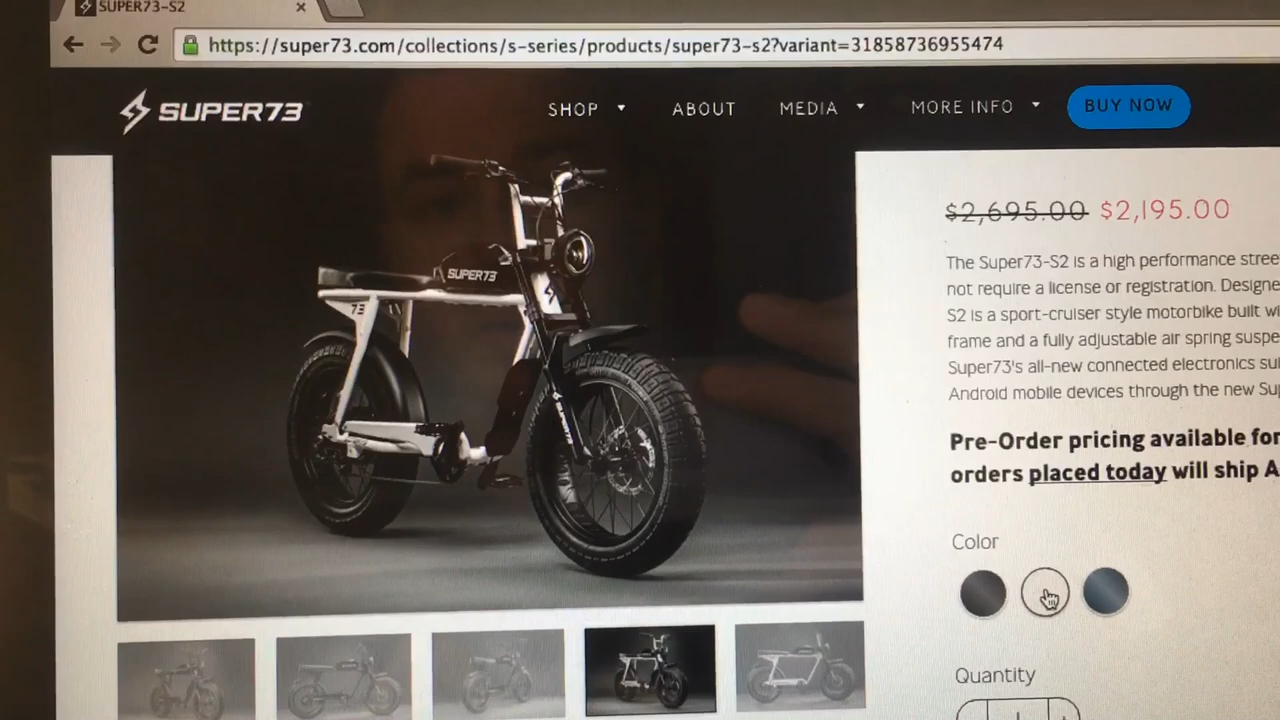 SUPER73-S2
https://super73.com/collections/s-series/products/super73-s2?variant=31858736955474
SUPER73
SHOP ABOUT MEDIA MORE INFO BUY NOW
SUPER73
73
$2,695.00 $2,195.00
The Super73-S2 is a high performance stree
not require a license or registration. Designe
S2 is a sport-cruiser style motorbike built wi
frame and a fully adjustable air spring suspe
Super73's all-new connected electronics sui
Android mobile devices through the new Su
Pre-Order pricing available for
orders placed today will ship A
Color
Quantity